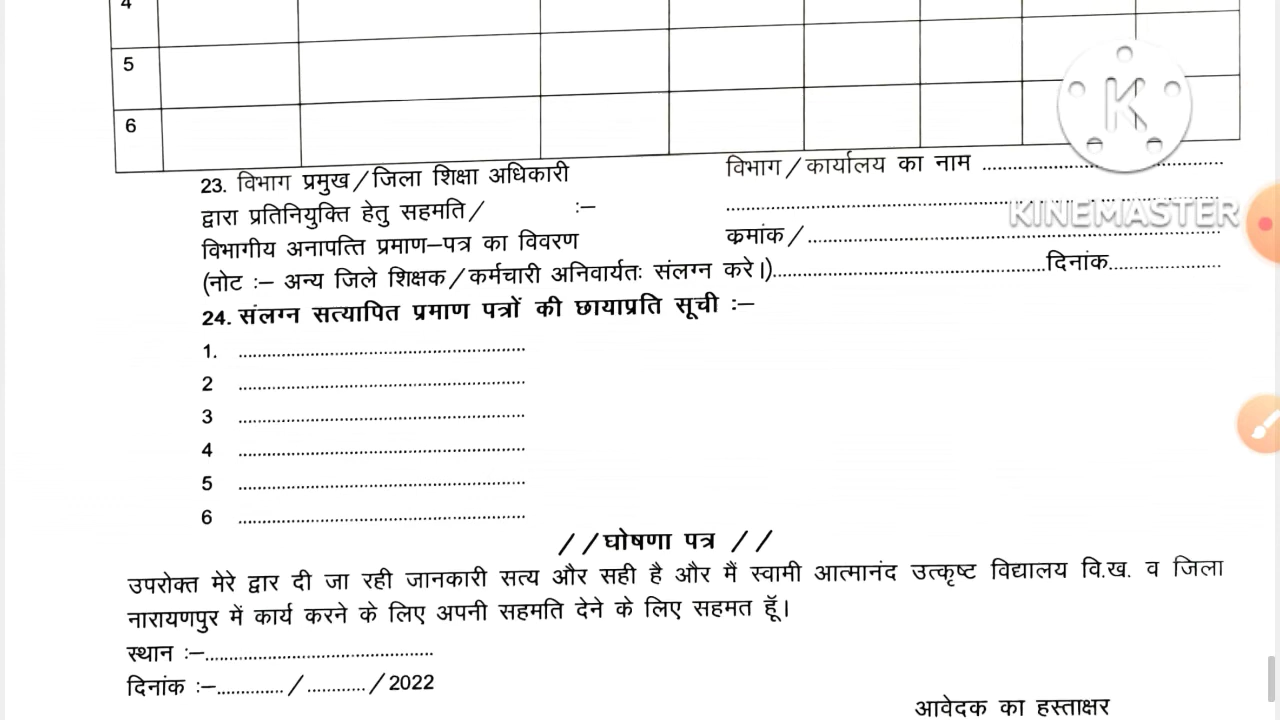 4
5
6
23. विभाग प्रमुख/जिला शिक्षा अधिकारी विभाग/कार्यालय का नाम ................................................
द्वारा प्रतिनियुक्ति हेतु सहमति/ :– ................................................................................
विभागीय अनापत्ति प्रमाण–पत्र का विवरण क्रमांक/....................................................................
(नोट :– अन्य जिले शिक्षक/कर्मचारी अनिवार्यतः संलग्न करे।)......................................................दिनांक......................
24. संलग्न सत्यापित प्रमाण पत्रों की छायाप्रति सूची :–
1. .........................................................
2 .........................................................
3 .........................................................
4 .........................................................
5 .........................................................
6 .........................................................
//घोषणा पत्र //
उपरोक्त मेरे द्वार दी जा रही जानकारी सत्य और सही है और मैं स्वामी आत्मानंद उत्कृष्ट विद्यालय वि.ख. व जिला
नारायणपुर में कार्य करने के लिए अपनी सहमति देने के लिए सहमत हूॅं।
स्थान :–..............................................
दिनांक :–............../............/2022
आवेदक का हस्ताक्षर
K
KINEMASTER